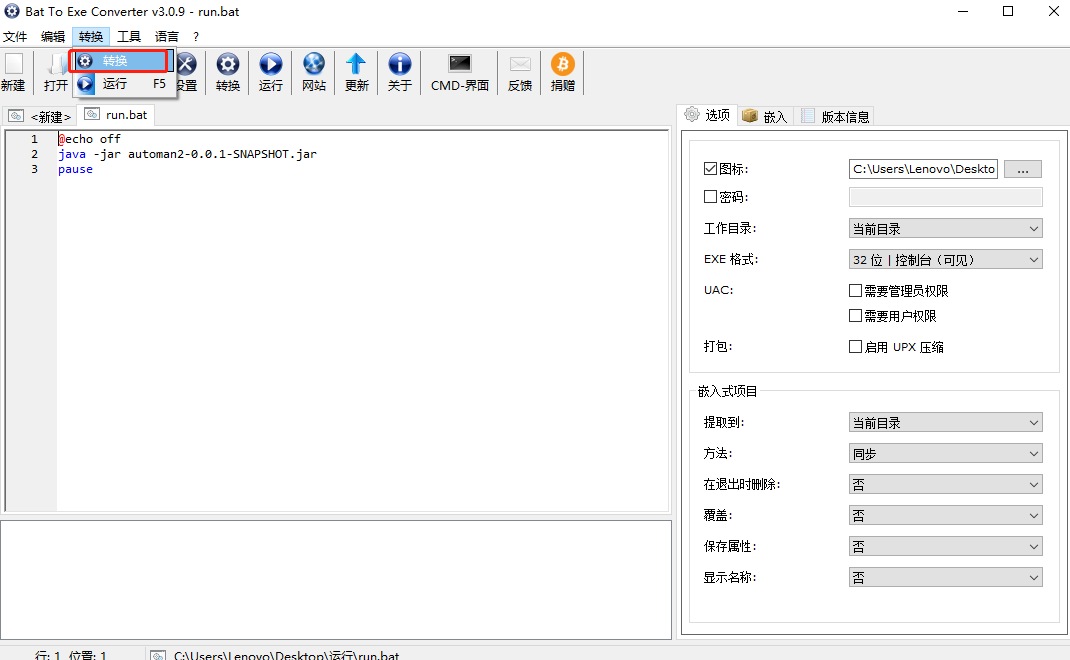 Bat To Exe Converter v3.0.9 - run.bat
文件 编辑 转换 工具 语言 ?
转换
运行 F5
新建 打开 设置 转换 运行 网站 更新 关于 CMD-界面 反馈 捐赠
<新建> run.bat
1 @echo off
2 java -jar automan2-0.0.1-SNAPSHOT.jar
3 pause
选项 嵌入 版本信息
图标: C:\Users\Lenovo\Deskto ...
密码:
工作目录: 当前目录
EXE 格式: 32 位 | 控制台（可见）
UAC: 需要管理员权限
需要用户权限
打包: 启用 UPX 压缩
嵌入式项目
提取到: 当前目录
方法: 同步
在退出时删除: 否
覆盖: 否
保存属性: 否
显示名称: 否
行: 1 位置: 1 C:\Users\Lenovo\Desktop\运行\run.bat